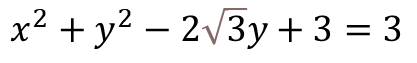 x² + y² − 2√3y + 3 = 3